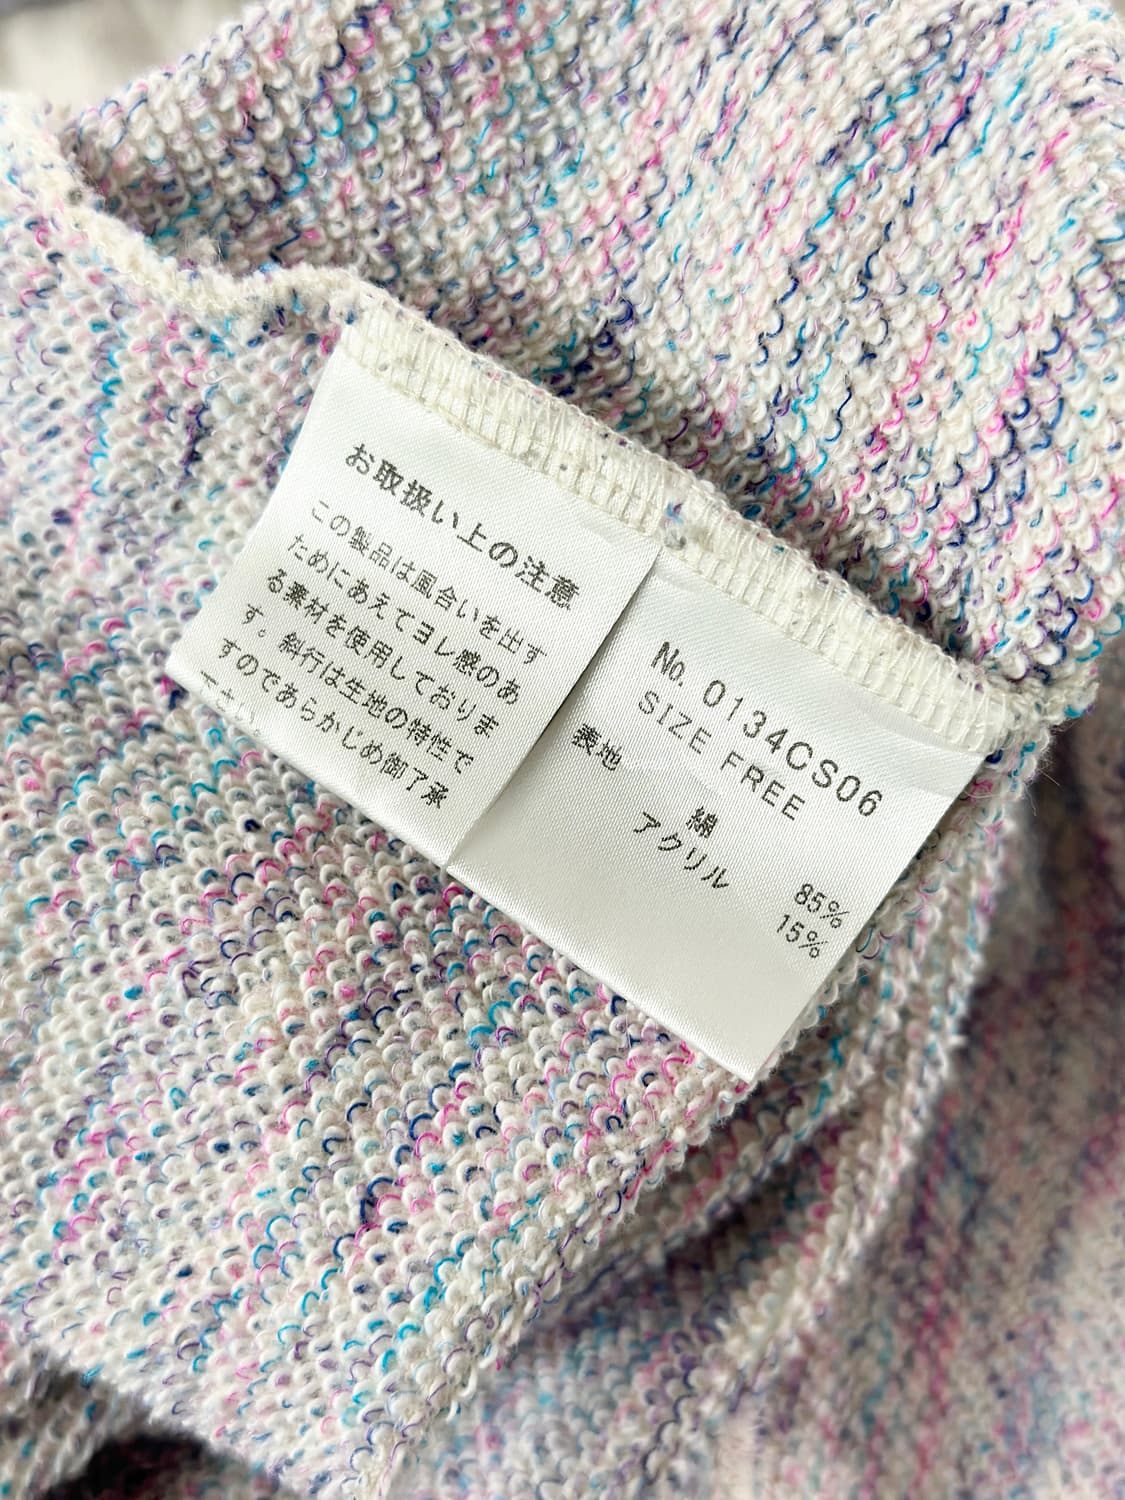 お取扱い上の注意
この製品は風合いを出す
ためにあえてヨレ感のあ
る素材を使用しておりま
す。斜行は生地の特性で
すのであらかじめ御了承
下さい。
No. 0134CS06
SIZE FREE
表地
綿 85%
アクリル 15%